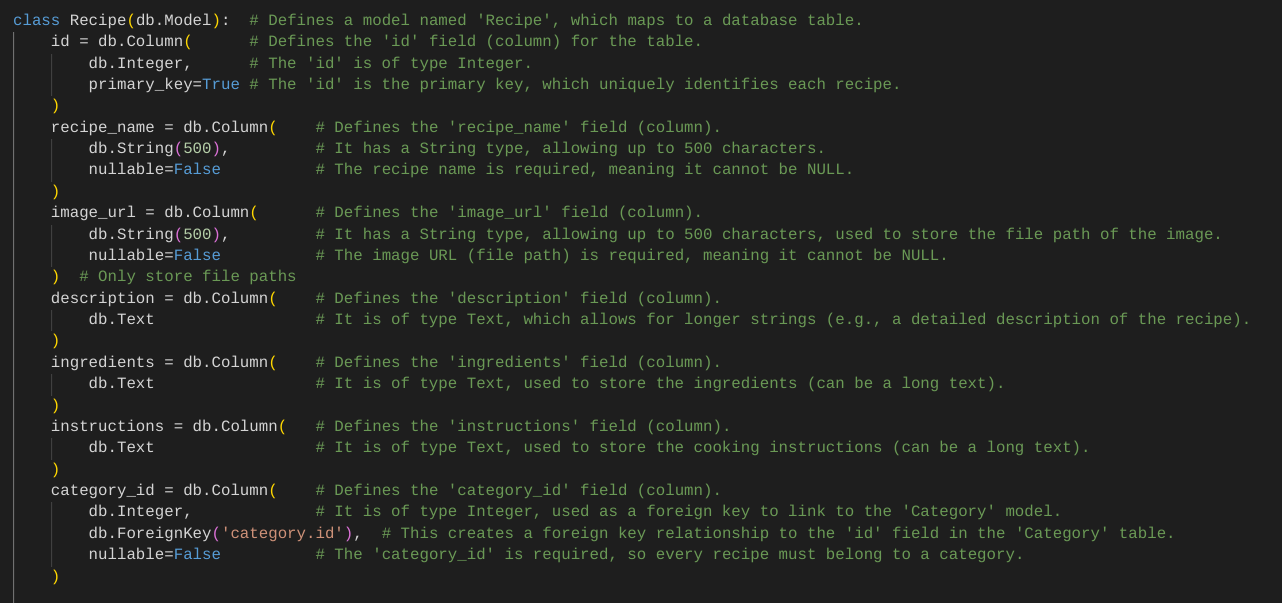 class Recipe(db.Model):  # Defines a model named 'Recipe', which maps to a database table.
    id = db.Column(      # Defines the 'id' field (column) for the table.
        db.Integer,      # The 'id' is of type Integer.
        primary_key=True # The 'id' is the primary key, which uniquely identifies each recipe.
    )
    recipe_name = db.Column(    # Defines the 'recipe_name' field (column).
        db.String(500),         # It has a String type, allowing up to 500 characters.
        nullable=False          # The recipe name is required, meaning it cannot be NULL.
    )
    image_url = db.Column(      # Defines the 'image_url' field (column).
        db.String(500),         # It has a String type, allowing up to 500 characters, used to store the file path of the image.
        nullable=False          # The image URL (file path) is required, meaning it cannot be NULL.
    )  # Only store file paths
    description = db.Column(    # Defines the 'description' field (column).
        db.Text                 # It is of type Text, which allows for longer strings (e.g., a detailed description of the recipe).
    )
    ingredients = db.Column(    # Defines the 'ingredients' field (column).
        db.Text                 # It is of type Text, used to store the ingredients (can be a long text).
    )
    instructions = db.Column(   # Defines the 'instructions' field (column).
        db.Text                 # It is of type Text, used to store the cooking instructions (can be a long text).
    )
    category_id = db.Column(    # Defines the 'category_id' field (column).
        db.Integer,             # It is of type Integer, used as a foreign key to link to the 'Category' model.
        db.ForeignKey('category.id'),  # This creates a foreign key relationship to the 'id' field in the 'Category' table.
        nullable=False          # The 'category_id' is required, so every recipe must belong to a category.
    )